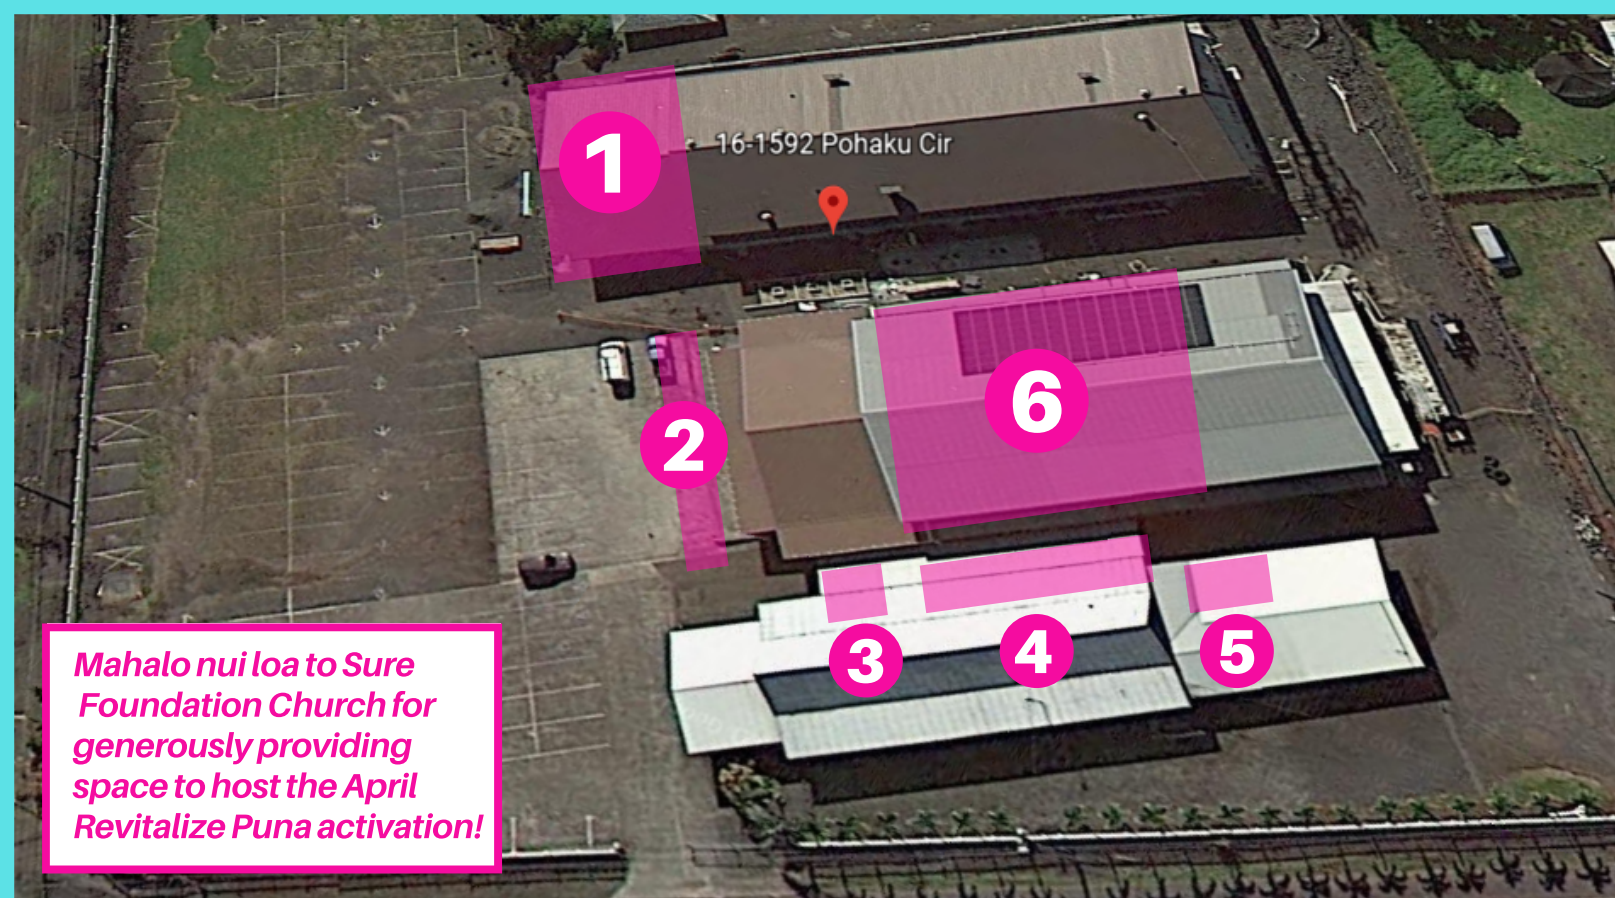 1
16-1592 Pohaku Cir
2
6
3
4
5
Mahalo nui loa to Sure
Foundation Church for
generously providing
space to host the April
Revitalize Puna activation!